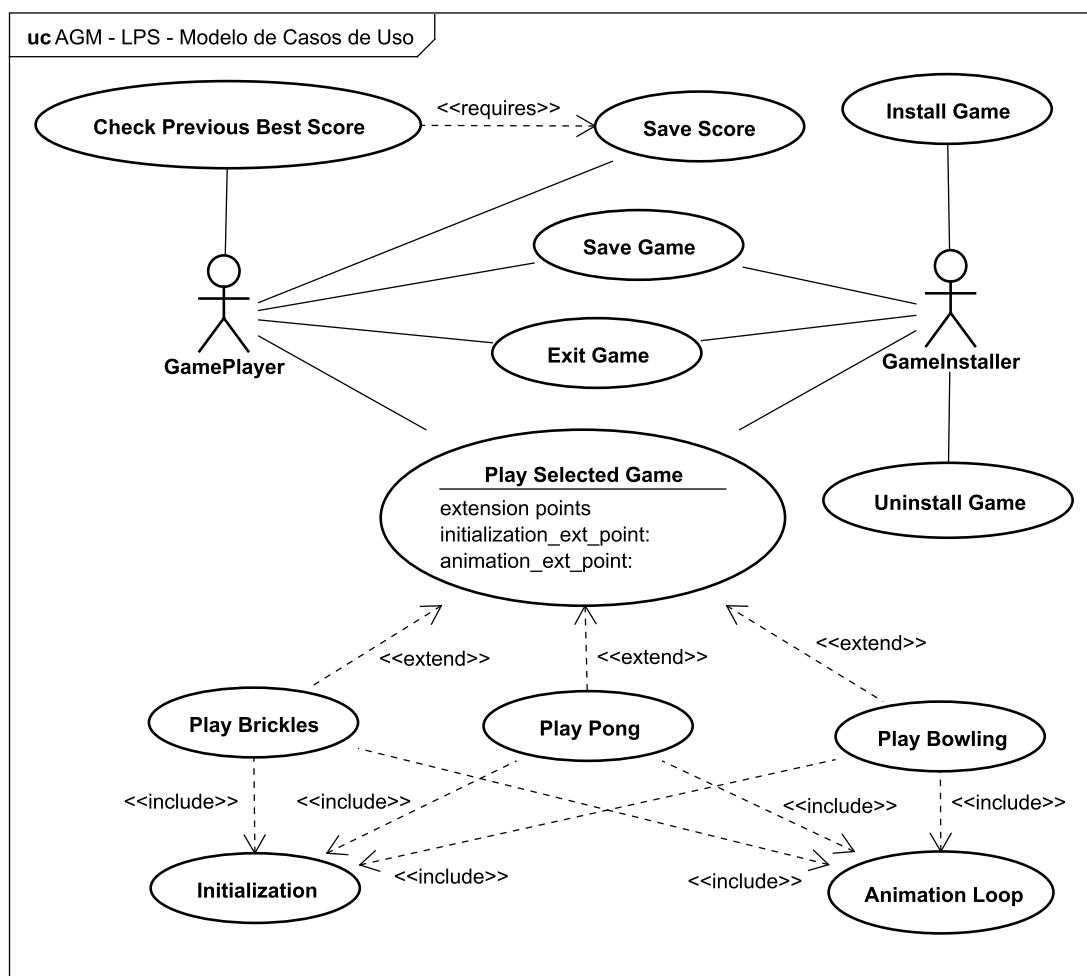 uc AGM - LPS - Modelo de Casos de Uso
Check Previous Best Score
<<requires>>
Save Score
Install Game
Save Game
GamePlayer
Exit Game
GameInstaller
Play Selected Game
extension points
initialization_ext_point:
animation_ext_point:
Uninstall Game
<<extend>>
<<extend>>
<<extend>>
Play Brickles
Play Pong
Play Bowling
<<include>>
<<include>>
<<include>>
<<include>>
<<include>>
<<include>>
Initialization
Animation Loop